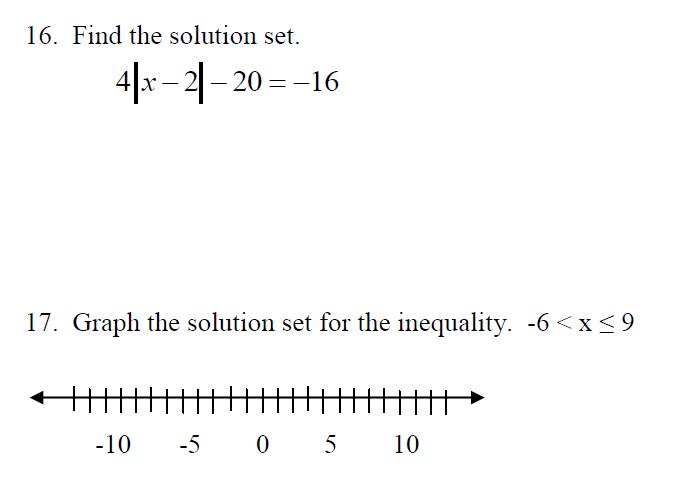 16. Find the solution set.
4|x – 2| – 20 = –16
17. Graph the solution set for the inequality. -6 < x ≤ 9
-10 -5 0 5 10